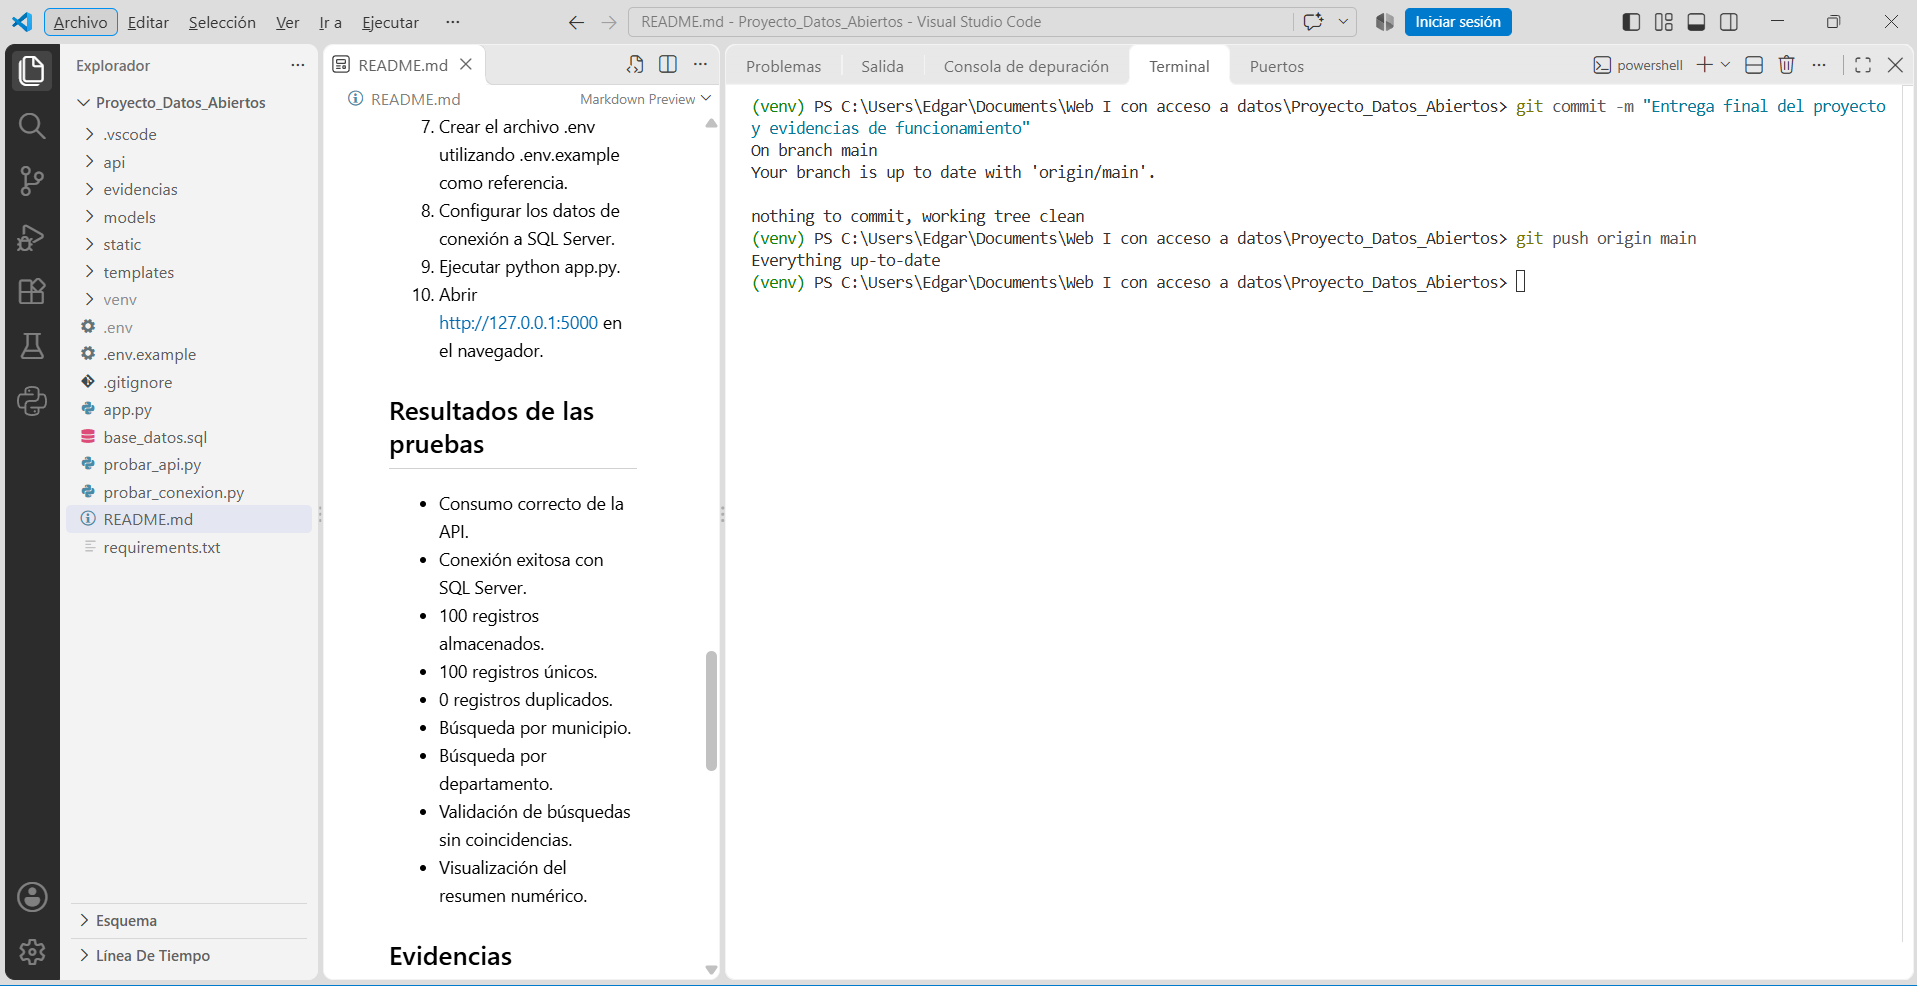 Archivo Editar Selección Ver Ir a Ejecutar ···
README.md - Proyecto_Datos_Abiertos - Visual Studio Code
Iniciar sesión
Explorador
Proyecto_Datos_Abiertos
.vscode
api
evidencias
models
static
templates
venv
.env
.env.example
.gitignore
app.py
base_datos.sql
probar_api.py
probar_conexion.py
README.md
requirements.txt
Esquema
Línea De Tiempo
README.md
README.md
Markdown Preview
7. Crear el archivo .env
utilizando .env.example
como referencia.
8. Configurar los datos de
conexión a SQL Server.
9. Ejecutar python app.py.
10. Abrir
http://127.0.0.1:5000 en
el navegador.
Resultados de las
pruebas
• Consumo correcto de la
API.
• Conexión exitosa con
SQL Server.
• 100 registros
almacenados.
• 100 registros únicos.
• 0 registros duplicados.
• Búsqueda por municipio.
• Búsqueda por
departamento.
• Validación de búsquedas
sin coincidencias.
• Visualización del
resumen numérico.
Evidencias
Problemas Salida Consola de depuración Terminal Puertos
powershell
(venv) PS C:\Users\Edgar\Documents\Web I con acceso a datos\Proyecto_Datos_Abiertos> git commit -m "Entrega final del proyecto
y evidencias de funcionamiento"
On branch main
Your branch is up to date with 'origin/main'.
nothing to commit, working tree clean
(venv) PS C:\Users\Edgar\Documents\Web I con acceso a datos\Proyecto_Datos_Abiertos> git push origin main
Everything up-to-date
(venv) PS C:\Users\Edgar\Documents\Web I con acceso a datos\Proyecto_Datos_Abiertos>